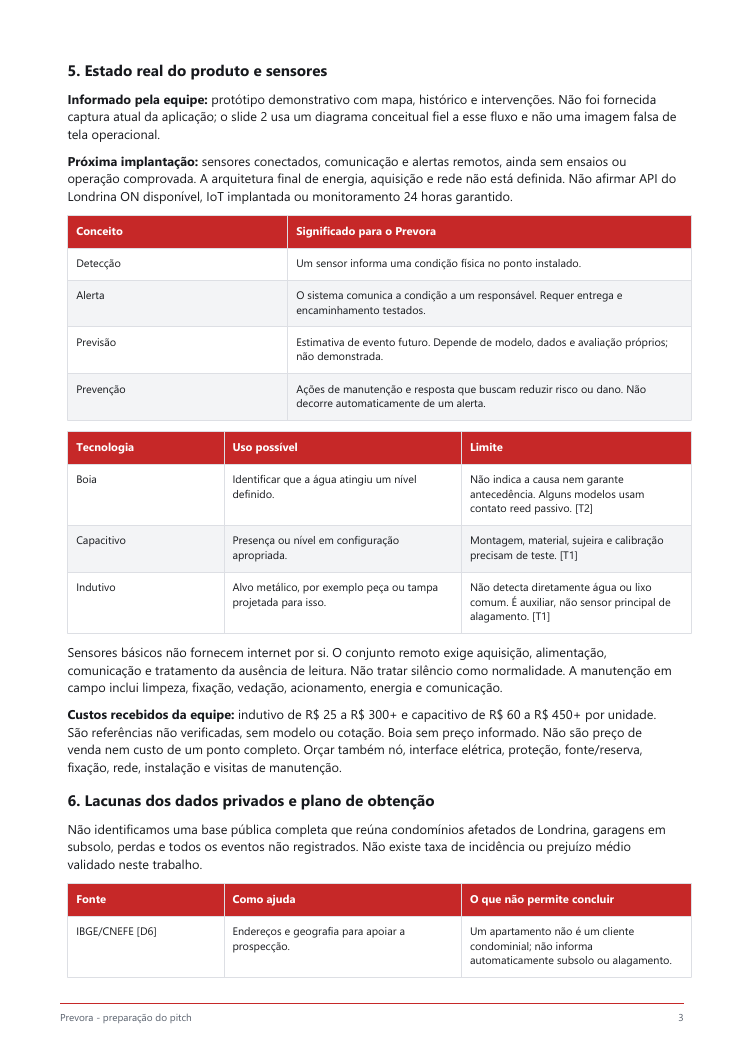 5. Estado real do produto e sensores
Informado pela equipe: protótipo demonstrativo com mapa, histórico e intervenções. Não foi fornecida
captura atual da aplicação; o slide 2 usa um diagrama conceitual fiel a esse fluxo e não uma imagem falsa de
tela operacional.
Próxima implantação: sensores conectados, comunicação e alertas remotos, ainda sem ensaios ou
operação comprovada. A arquitetura final de energia, aquisição e rede não está definida. Não afirmar API do
Londrina ON disponível, IoT implantada ou monitoramento 24 horas garantido.
Conceito
Significado para o Prevora
Detecção
Um sensor informa uma condição física no ponto instalado.
Alerta
O sistema comunica a condição a um responsável. Requer entrega e
encaminhamento testados.
Previsão
Estimativa de evento futuro. Depende de modelo, dados e avaliação próprios;
não demonstrada.
Prevenção
Ações de manutenção e resposta que buscam reduzir risco ou dano. Não
decorre automaticamente de um alerta.
Tecnologia
Uso possível
Limite
Boia
Identificar que a água atingiu um nível
definido.
Não indica a causa nem garante
antecedência. Alguns modelos usam
contato reed passivo. [T2]
Capacitivo
Presença ou nível em configuração
apropriada.
Montagem, material, sujeira e calibração
precisam de teste. [T1]
Indutivo
Alvo metálico, por exemplo peça ou tampa
projetada para isso.
Não detecta diretamente água ou lixo
comum. É auxiliar, não sensor principal de
alagamento. [T1]
Sensores básicos não fornecem internet por si. O conjunto remoto exige aquisição, alimentação,
comunicação e tratamento da ausência de leitura. Não tratar silêncio como normalidade. A manutenção em
campo inclui limpeza, fixação, vedação, acionamento, energia e comunicação.
Custos recebidos da equipe: indutivo de R$ 25 a R$ 300+ e capacitivo de R$ 60 a R$ 450+ por unidade.
São referências não verificadas, sem modelo ou cotação. Boia sem preço informado. Não são preço de
venda nem custo de um ponto completo. Orçar também nó, interface elétrica, proteção, fonte/reserva,
fixação, rede, instalação e visitas de manutenção.
6. Lacunas dos dados privados e plano de obtenção
Não identificamos uma base pública completa que reúna condomínios afetados de Londrina, garagens em
subsolo, perdas e todos os eventos não registrados. Não existe taxa de incidência ou prejuízo médio
validado neste trabalho.
Fonte
Como ajuda
O que não permite concluir
IBGE/CNEFE [D6]
Endereços e geografia para apoiar a
prospecção.
Um apartamento não é um cliente
condominial; não informa
automaticamente subsolo ou alagamento.
Prevora - preparação do pitch
3